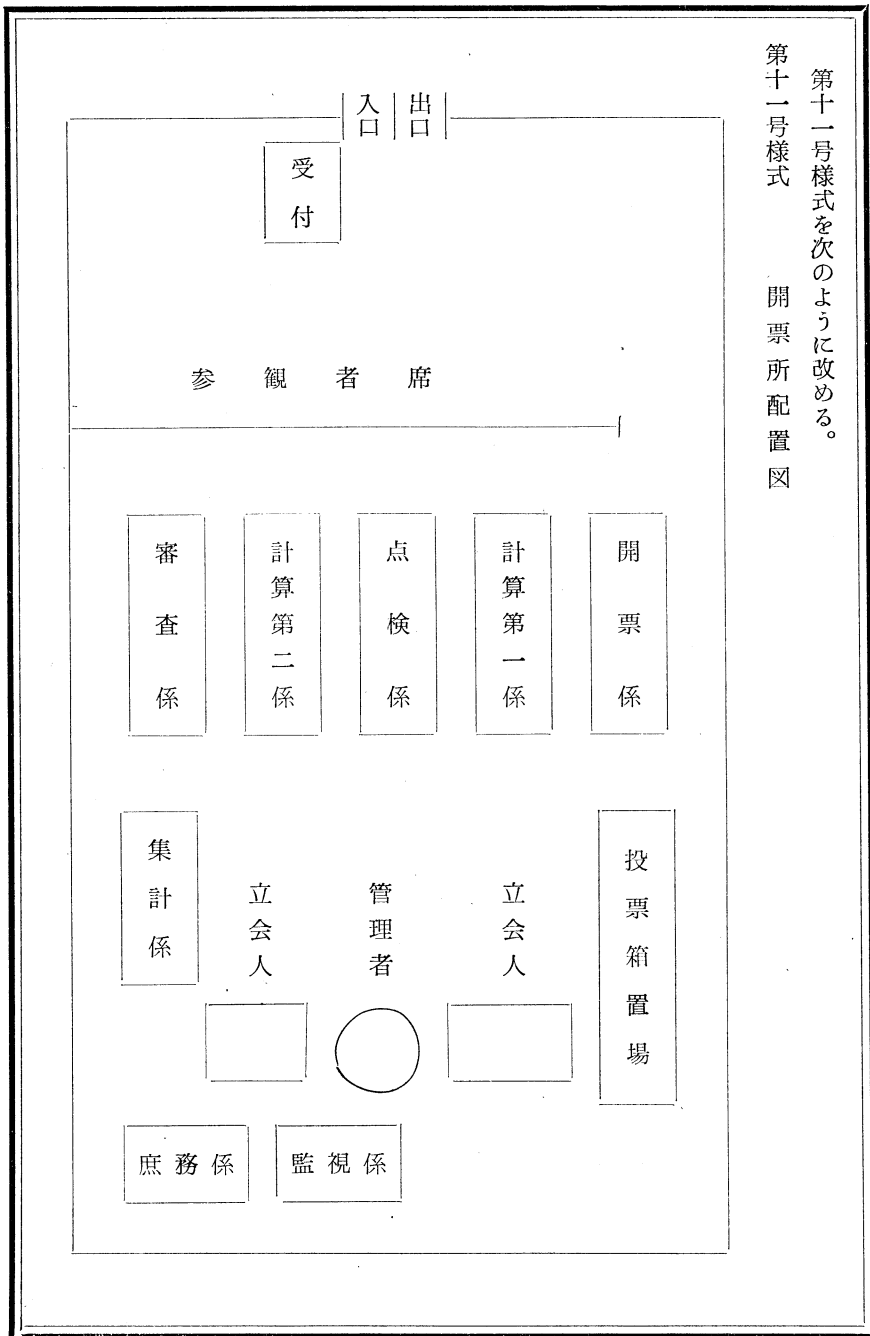 第十一号様式を次のように改める。
第十一号様式　開票所配置図
出口
入口
受付
参観者席
開票係
計算第一係
点検係
計算第二係
審査係
投票箱置場
立会人
管理者
立会人
集計係
監視係
庶務係